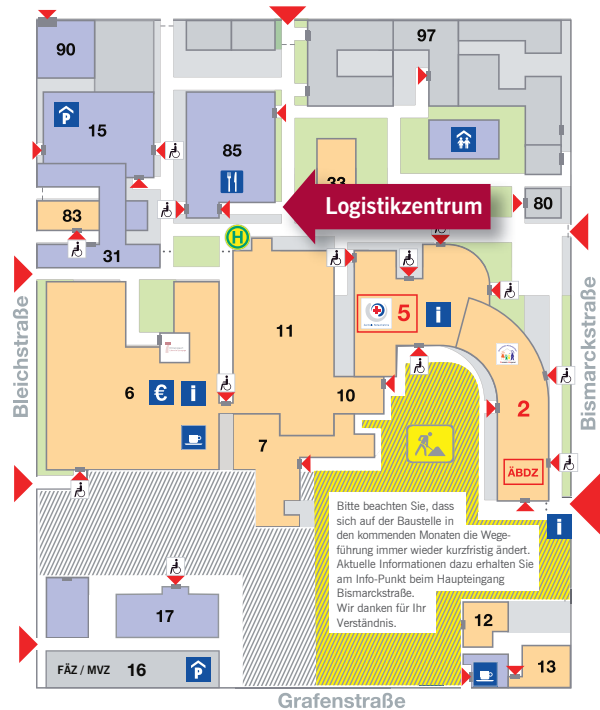 90
97
P
15
85
33
Logistikzentrum
80
83
H
31
5
i
11
Bleichstraße
Bismarckstraße
6
€
i
10
2
7
ÄBDZ
i
Bitte beachten Sie, dass
sich auf der Baustelle in
den kommenden Monaten die Wege-
führung immer wieder kurzfristig ändert.
Aktuelle Informationen dazu erhalten Sie
am Info-Punkt beim Haupteingang
Bismarckstraße.
Wir danken für Ihr
Verständnis.
17
12
FÄZ / MVZ 16
P
13
Grafenstraße